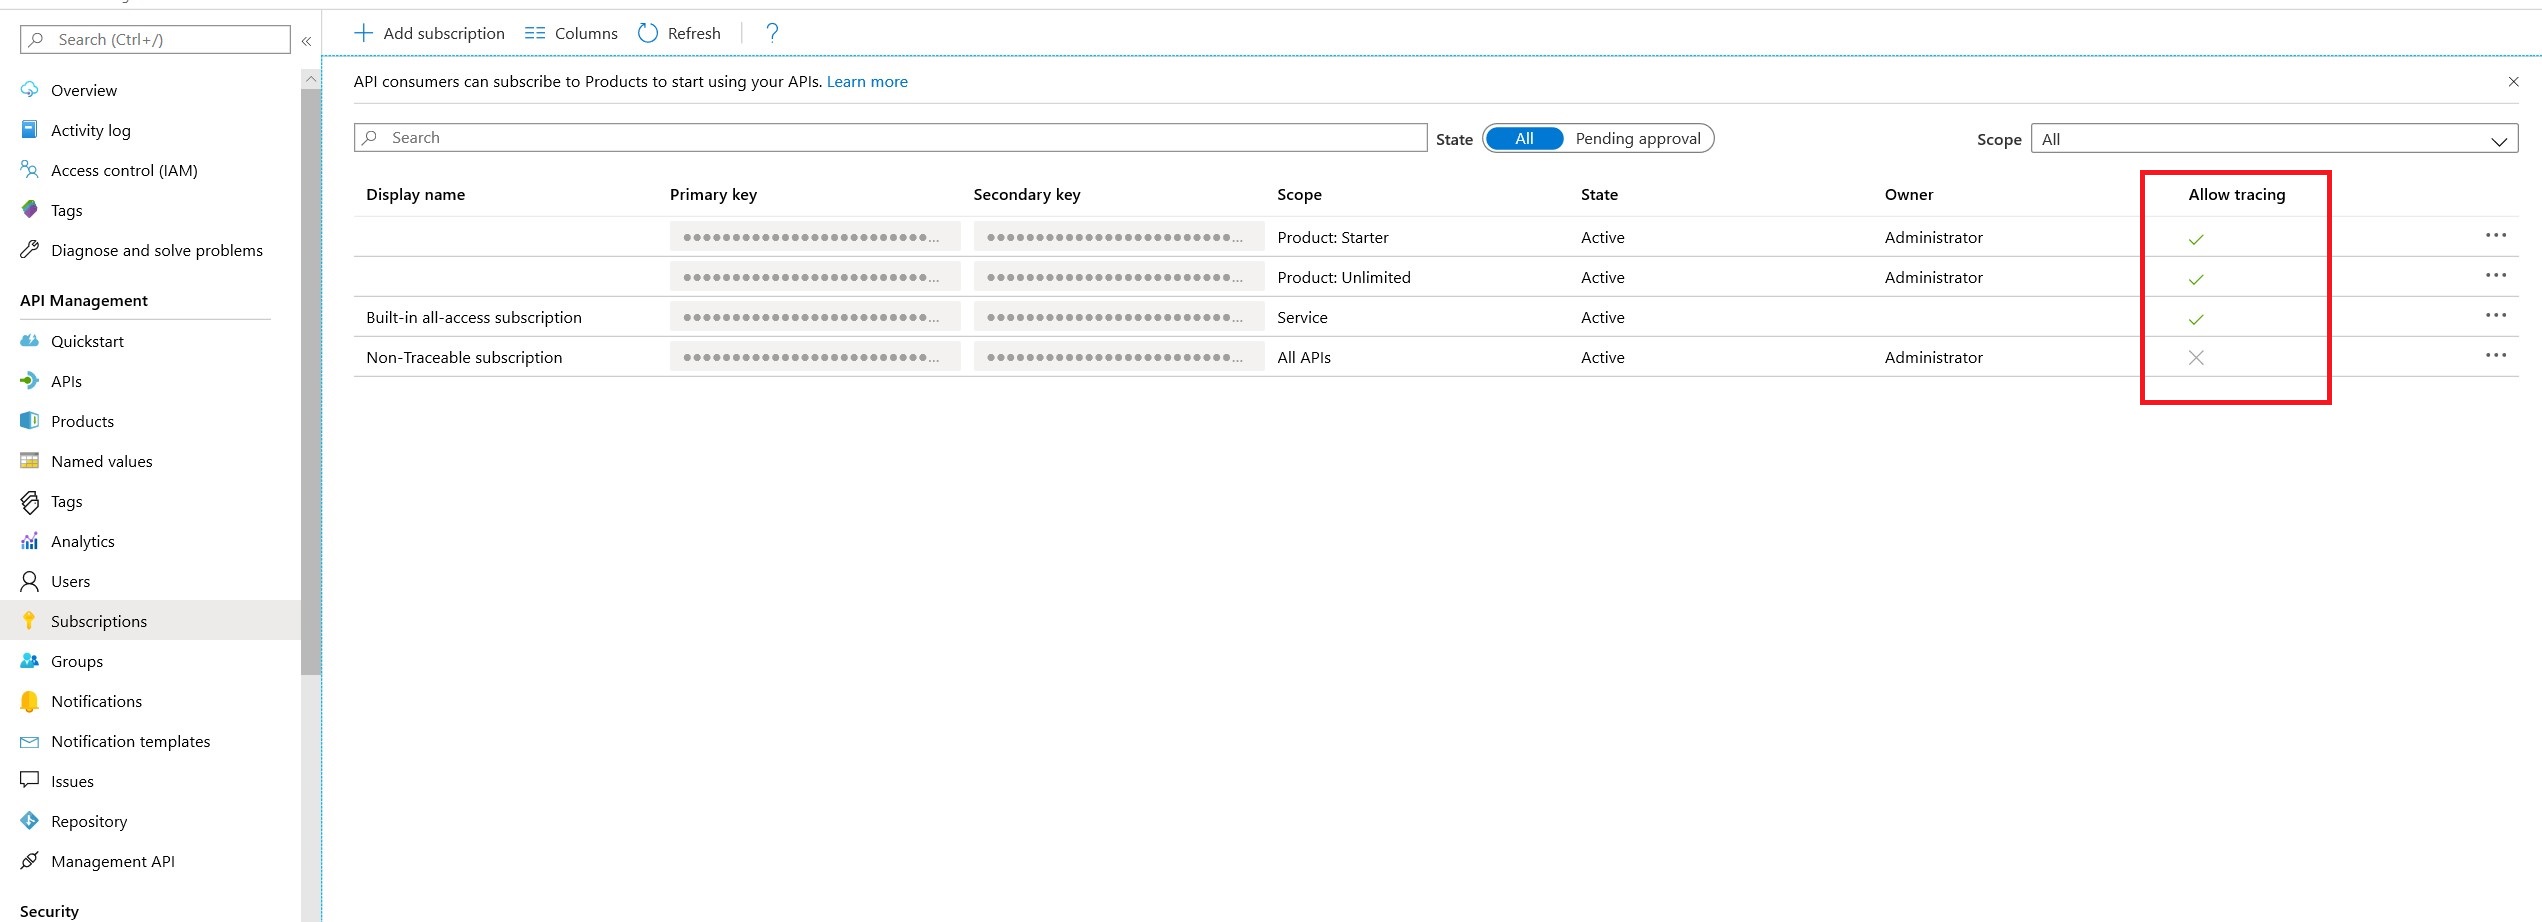 Search (Ctrl+/)
«
Overview
Activity log
Access control (IAM)
Tags
Diagnose and solve problems
API Management
Quickstart
APIs
Products
Named values
Tags
Analytics
Users
Subscriptions
Groups
Notifications
Notification templates
Issues
Repository
Management API
Security
Add subscription Columns Refresh ?
API consumers can subscribe to Products to start using your APIs. Learn more
Search State All Pending approval Scope All
Display name Primary key Secondary key Scope State Owner Allow tracing
Product: Starter Active Administrator
Product: Unlimited Active Administrator
Built-in all-access subscription Service Active
Non-Traceable subscription All APIs Active Administrator